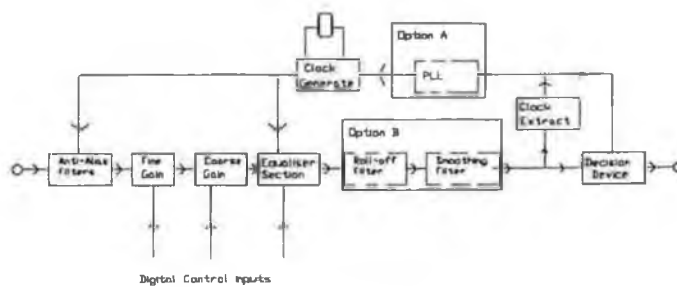 Option A
Clock
Generate
PLL
Clock
Extract
Option B
Anti-Alias
filters
Fine
Gain
Coarse
Gain
Equaliser
Section
Roll-off
filter
Smoothing
filter
Decision
Device
Digital Control Inputs